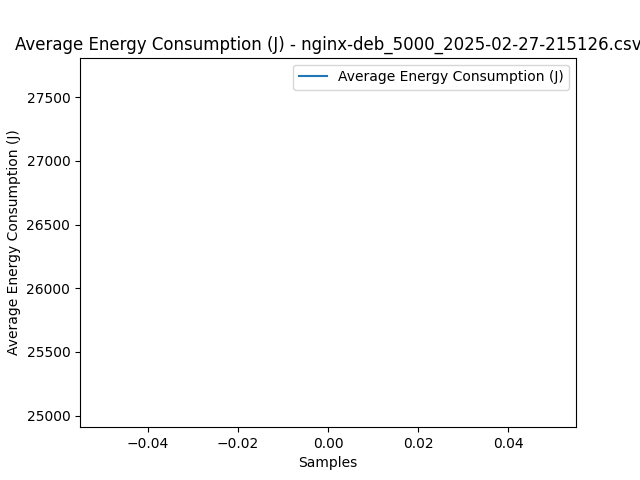 Average Energy Consumption (J) - nginx-deb_5000_2025-02-27-215126.csv
Average Energy Consumption (J)
27500
27000
26500
26000
25500
25000
Average Energy Consumption (J)
−0.04
−0.02
0.00
0.02
0.04
Samples